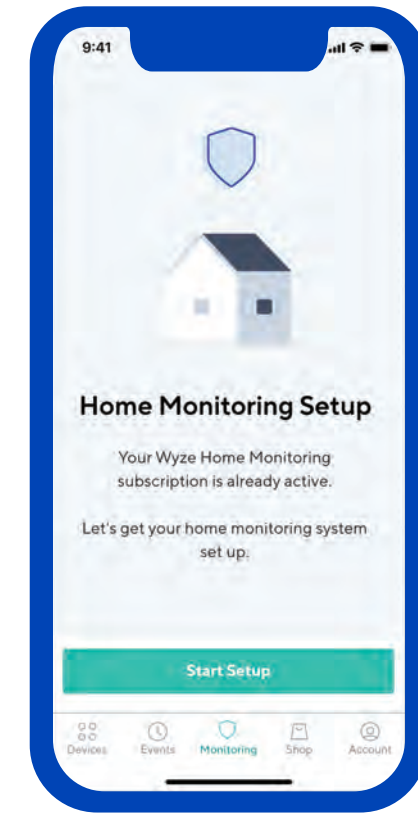 9:41
Home Monitoring Setup
Your Wyze Home Monitoring
subscription is already active.
Let's get your home monitoring system
set up.
Start Setup
Devices Events Monitoring Shop Account